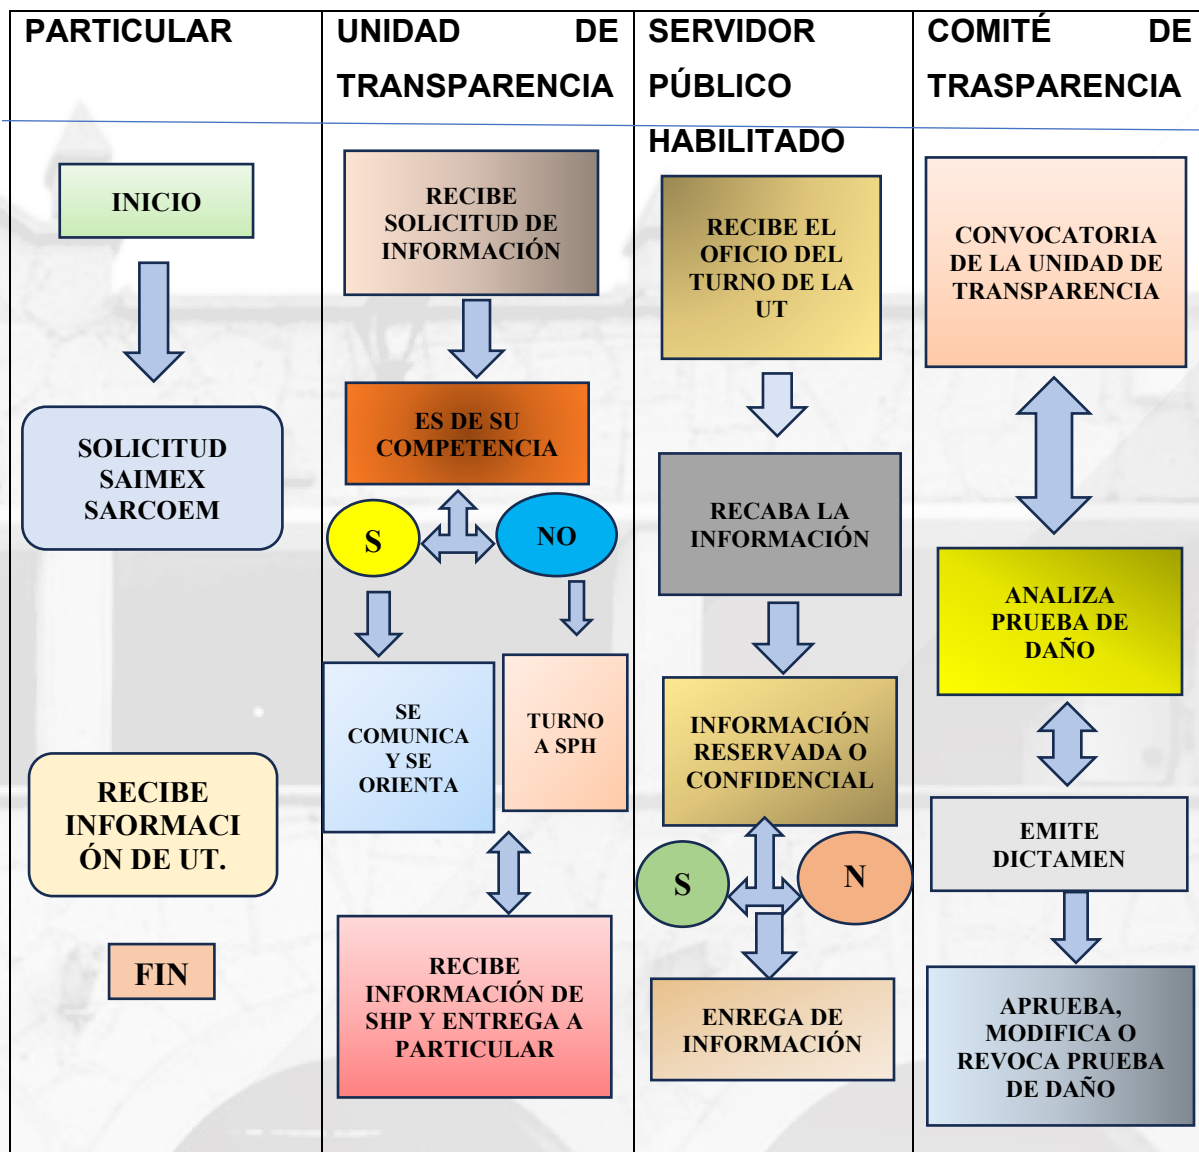 PARTICULAR
UNIDAD DE
TRANSPARENCIA
SERVIDOR
PÚBLICO
HABILITADO
COMITÉ DE
TRASPARENCIA
INICIO
SOLICITUD
SAIMEX
SARCOEM
RECIBE
INFORMACI
ÓN DE UT.
FIN
RECIBE
SOLICITUD DE
INFORMACIÓN
ES DE SU
COMPETENCIA
S
NO
SE
COMUNICA
Y SE
ORIENTA
TURNO
A SPH
RECIBE
INFORMACIÓN DE
SHP Y ENTREGA A
PARTICULAR
RECIBE EL
OFICIO DEL
TURNO DE LA
UT
RECABA LA
INFORMACIÓN
INFORMACIÓN
RESERVADA O
CONFIDENCIAL
S
N
ENREGA DE
INFORMACIÓN
CONVOCATORIA
DE LA UNIDAD DE
TRANSPARENCIA
ANALIZA
PRUEBA DE
DAÑO
EMITE
DICTAMEN
APRUEBA,
MODIFICA O
REVOCA PRUEBA
DE DAÑO